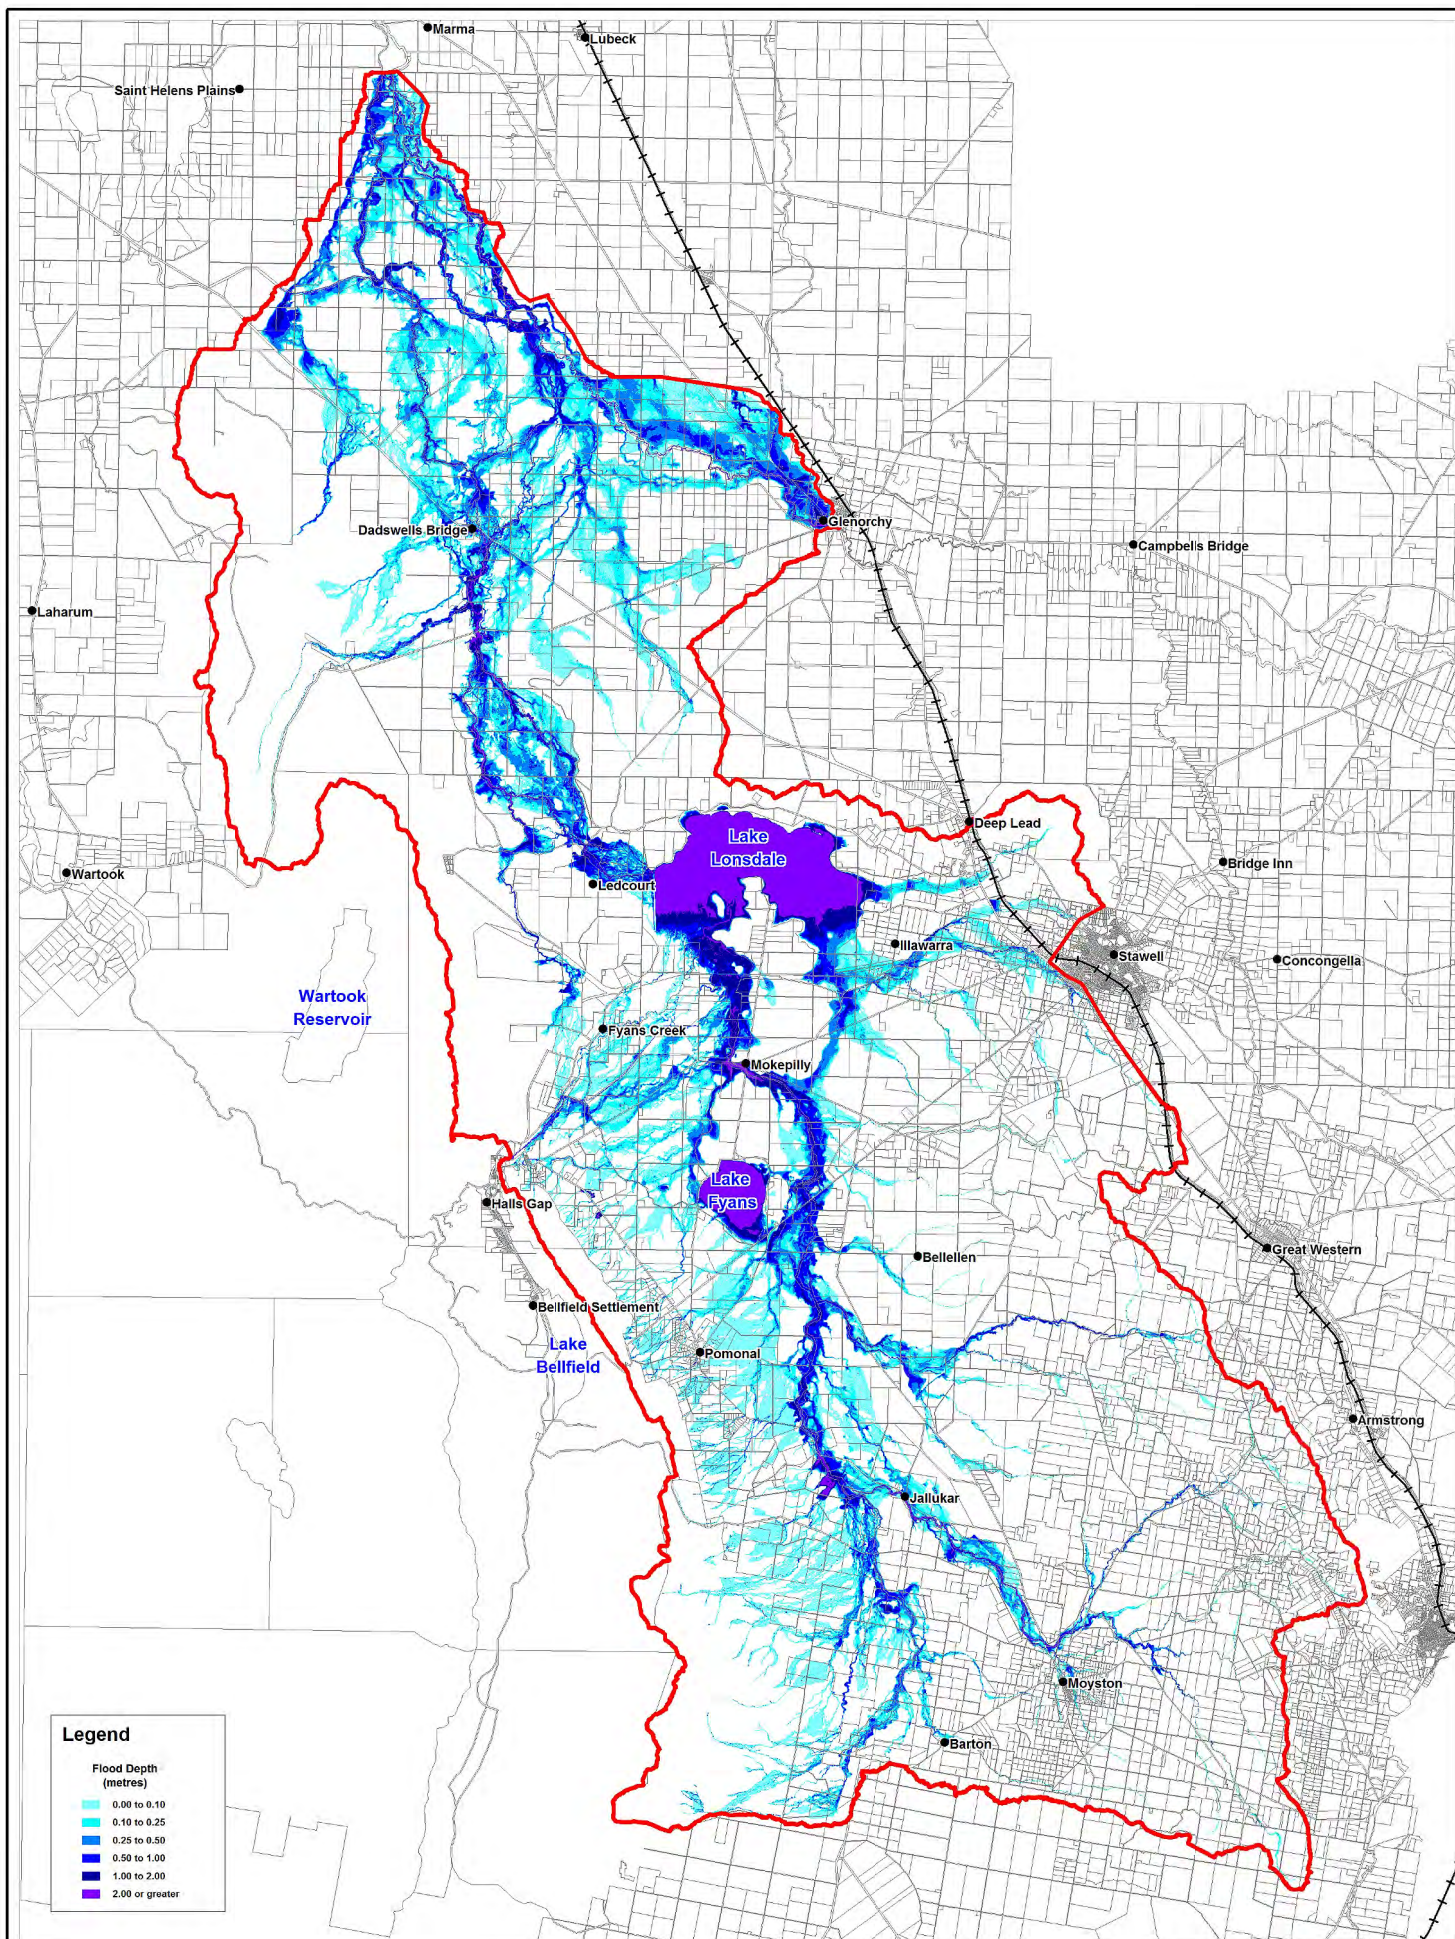 Marma
Lubeck
Saint Helens Plains
Glenorchy
Dadswells Bridge
Campbells Bridge
Laharum
Deep Lead
Lake
Lonsdale
Bridge Inn
Wartook
Ledcourt
Illawarra
Stawell
Concongella
Wartook
Reservoir
Fyans Creek
Mokepilly
Lake
Fyans
Halls Gap
Great Western
Bellellen
Bellfield Settlement
Lake
Bellfield
Pomonal
Armstrong
Jallukar
Moyston
Barton
Legend
Flood Depth
(metres)
0.00 to 0.10
0.10 to 0.25
0.25 to 0.50
0.50 to 1.00
1.00 to 2.00
2.00 or greater